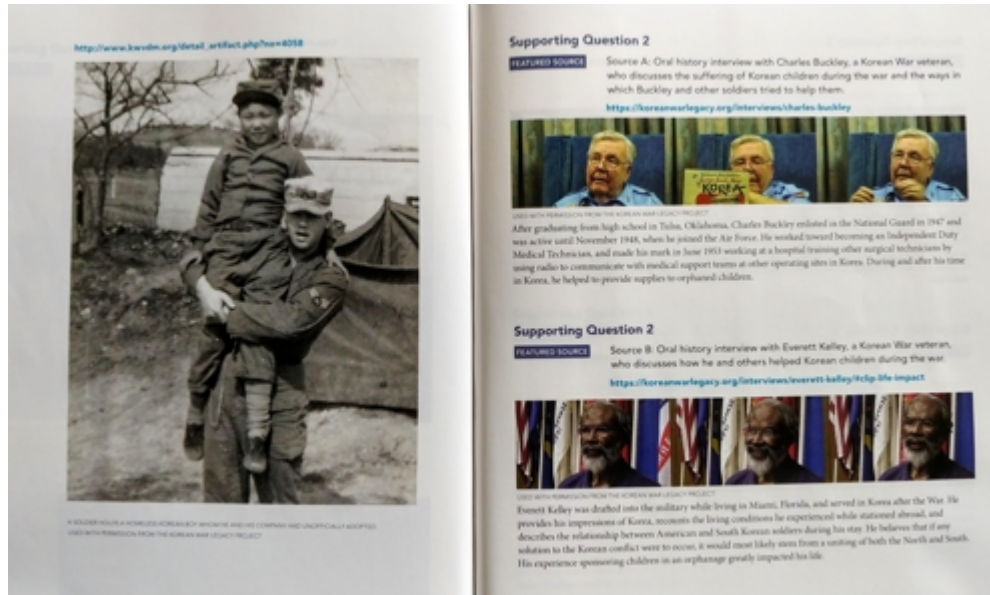 http://www.kwvdm.org/detail_artifact.php?no=4058
A SOLDIER HOLDS A HOMELESS KOREAN BOY WHOM HE AND HIS COMPANY HAD UNOFFICIALLY ADOPTED.
USED WITH PERMISSION FROM THE KOREAN WAR LEGACY PROJECT
Supporting Question 2
FEATURED SOURCE
Source A: Oral history interview with Charles Buckley, a Korean War veteran,
who discusses the suffering of Korean children during the war and the ways in
which Buckley and other soldiers tried to help them.
https://koreanwarlegacy.org/interviews/charles-buckley
KOREA
USED WITH PERMISSION FROM THE KOREAN WAR LEGACY PROJECT
After graduating from high school in Tulsa, Oklahoma, Charles Buckley enlisted in the National Guard in 1947 and
was active until November 1948, when he joined the Air Force. He worked toward becoming an Independent Duty
Medical Technician, and made his mark in June 1953 working at a hospital training other surgical technicians by
using radio to communicate with medical support teams at other operating sites in Korea. During and after his time
in Korea, he helped to provide supplies to orphaned children.
Supporting Question 2
FEATURED SOURCE
Source B: Oral history interview with Everett Kelley, a Korean War veteran,
who discusses how he and others helped Korean children during the war.
https://koreanwarlegacy.org/interviews/everett-kelley/#clip-life-impact
USED WITH PERMISSION FROM THE KOREAN WAR LEGACY PROJECT
Everett Kelley was drafted into the military while living in Miami, Florida, and served in Korea after the War. He
provides his impressions of Korea, recounts the living conditions he experienced while stationed abroad, and
describes the relationship between American and South Korean soldiers during his stay. He believes that if any
solution to the Korean conflict were to occur, it would most likely stem from a uniting of both the North and South.
His experience sponsoring children in an orphanage greatly impacted his life.